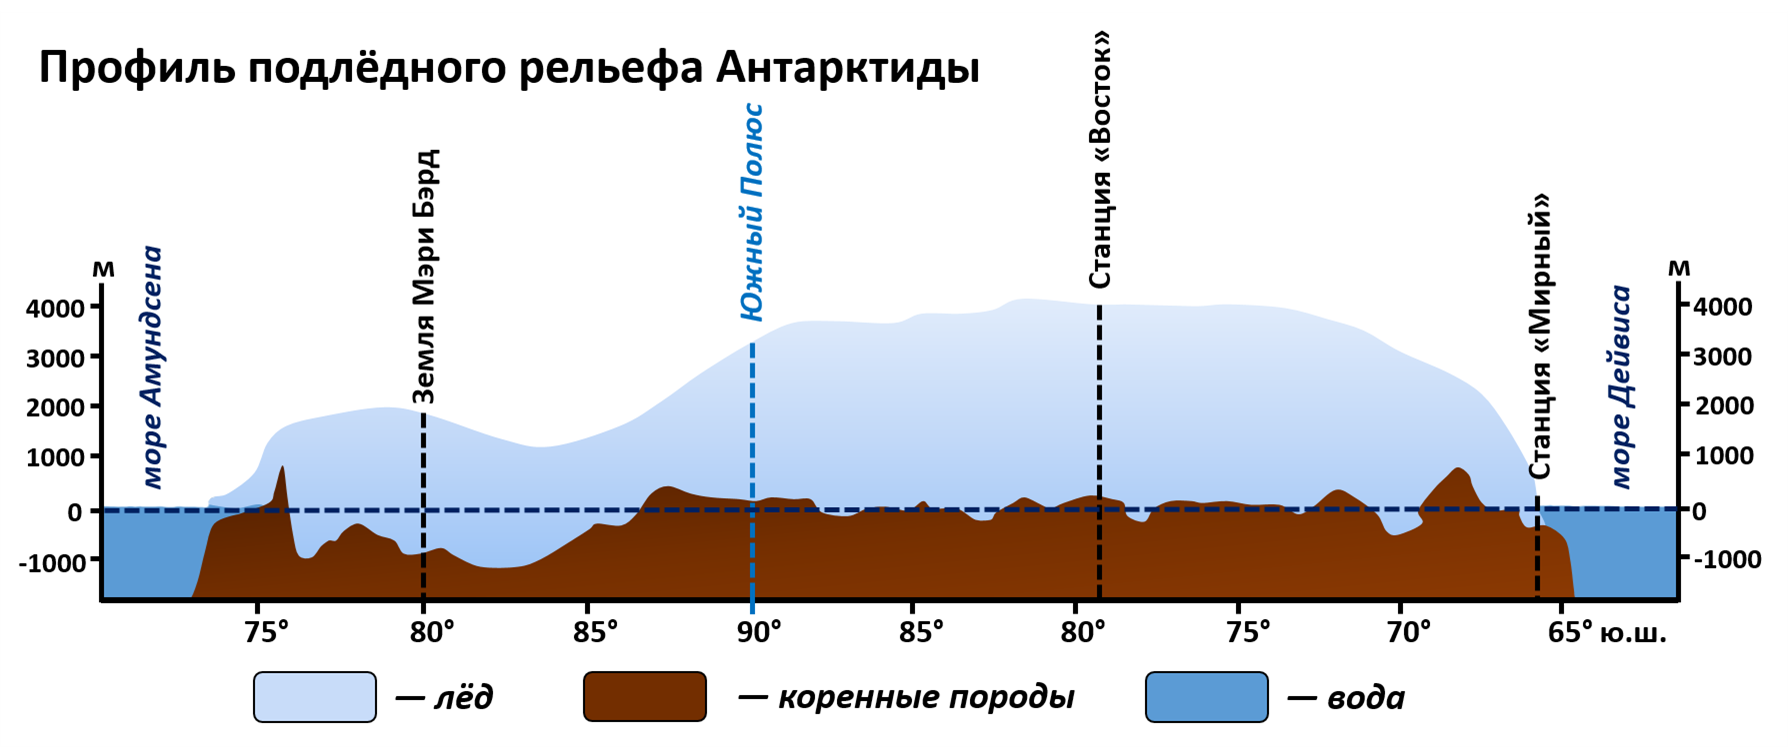 Профиль подлёдного рельефа Антарктиды
море Амундсена
Земля Мэри Бэрд
Южный Полюс
Станция «Восток»
Станция «Мирный»
море Дейвиса
м
4000
3000
2000
1000
0
-1000
м
4000
3000
2000
1000
0
-1000
75° 80° 85° 90° 85° 80° 75° 70° 65° ю.ш.
— лёд — коренные породы — вода